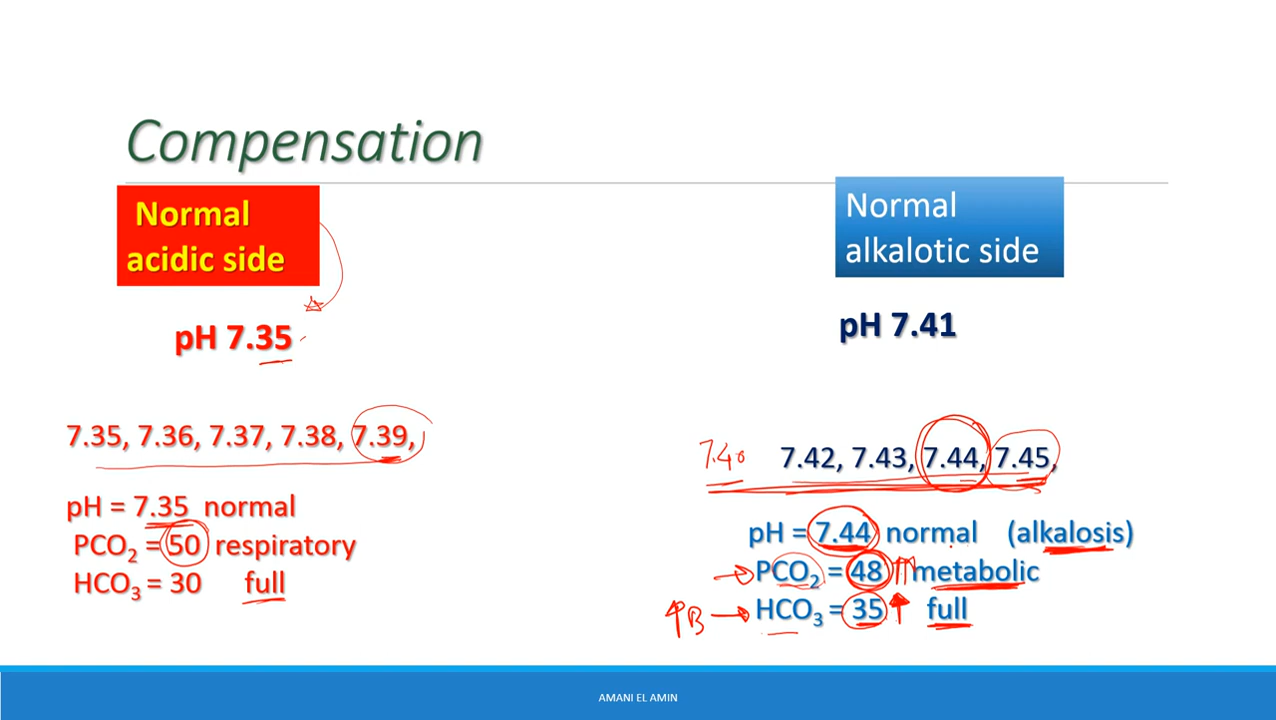 Compensation
Normal
acidic side
pH 7.35
7.35, 7.36, 7.37, 7.38, 7.39,
pH = 7.35 normal
PCO₂ = 50 respiratory
HCO₃ = 30 full
Normal
alkalotic side
pH 7.41
7.40 7.42, 7.43, 7.44, 7.45,
pH = 7.44 normal (alkalosis)
→ PCO₂ = 48 ↑ metabolic
↑B → HCO₃ = 35 ↑ full
AMANI EL AMIN